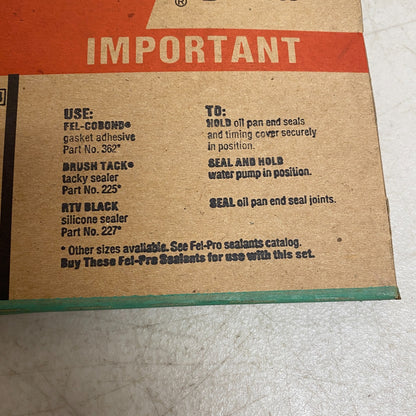 ®
IMPORTANT
USE: TO:
FEL-COBOND® HOLD oil pan end seals
gasket adhesive and timing cover securely
Part No. 362* in position.
BRUSH TACK® SEAL AND HOLD
tacky sealer water pump in position.
Part No. 225*
RTV BLACK SEAL oil pan end seal joints.
silicone sealer
Part No. 227*
* Other sizes available. See Fel-Pro sealants catalog.
Buy These Fel-Pro Sealants for use with this set.